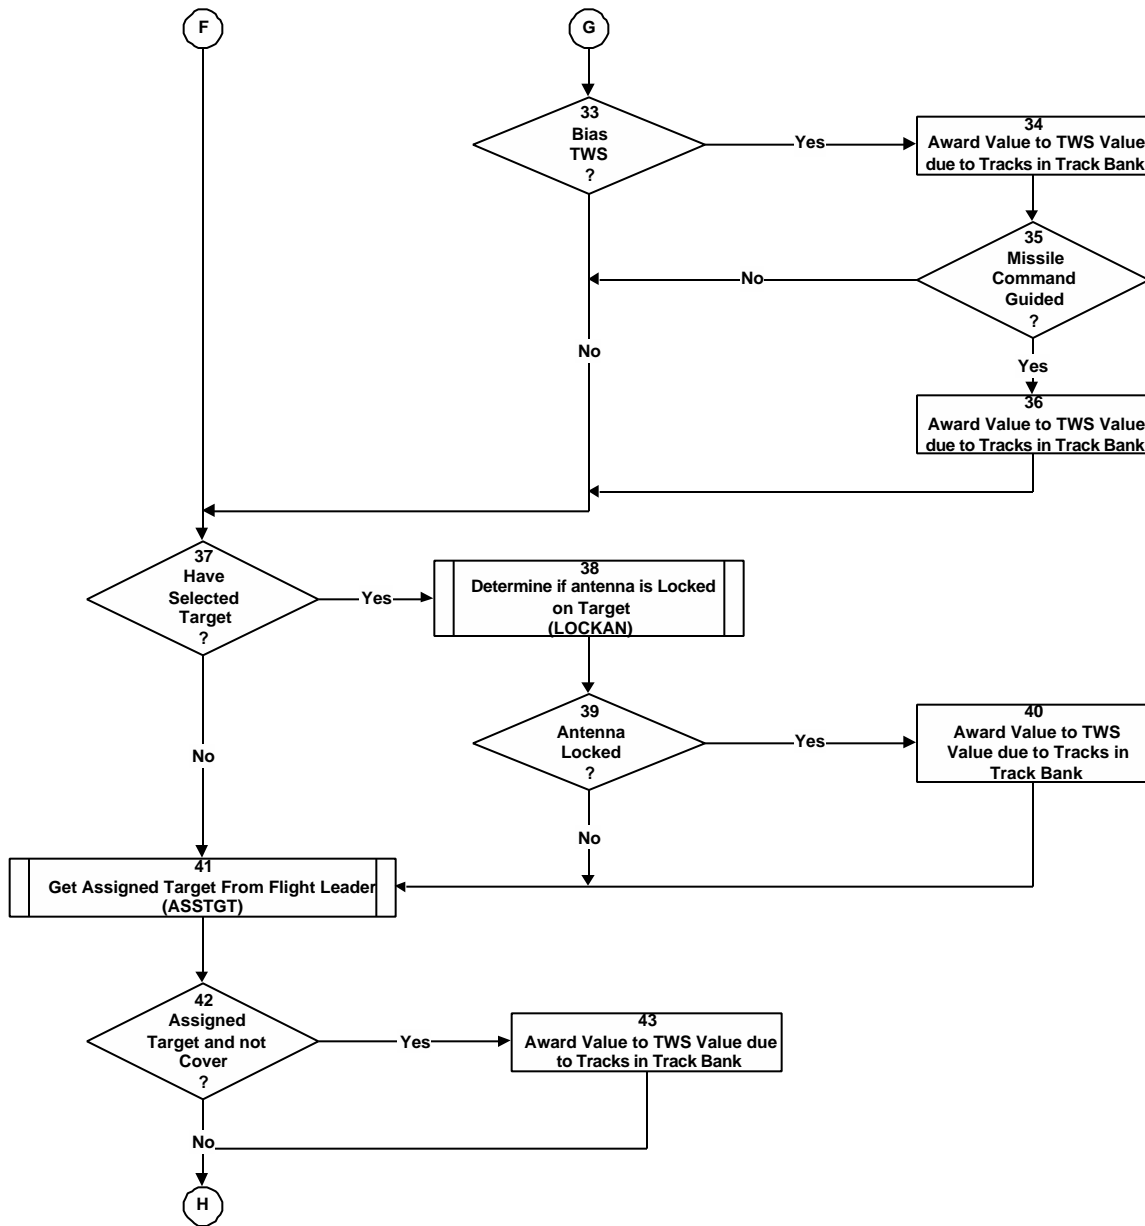 F
G
33
Bias
TWS
?
Yes
34
Award Value to TWS Value
due to Tracks in Track Bank
35
Missile
Command
Guided
?
No
No
Yes
36
Award Value to TWS Value
due to Tracks in Track Bank
37
Have
Selected
Target
?
Yes
38
Determine if antenna is Locked
on Target
(LOCKAN)
39
Antenna
Locked
?
Yes
40
Award Value to TWS
Value due to Tracks in
Track Bank
No
No
41
Get Assigned Target From Flight Leader
(ASSTGT)
42
Assigned
Target and not
Cover
?
Yes
43
Award Value to TWS Value due
to Tracks in Track Bank
No
H